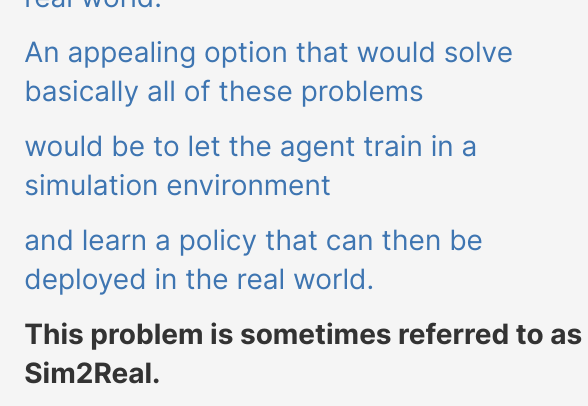 real world.
An appealing option that would solve
basically all of these problems
would be to let the agent train in a
simulation environment
and learn a policy that can then be
deployed in the real world.
This problem is sometimes referred to as
Sim2Real.